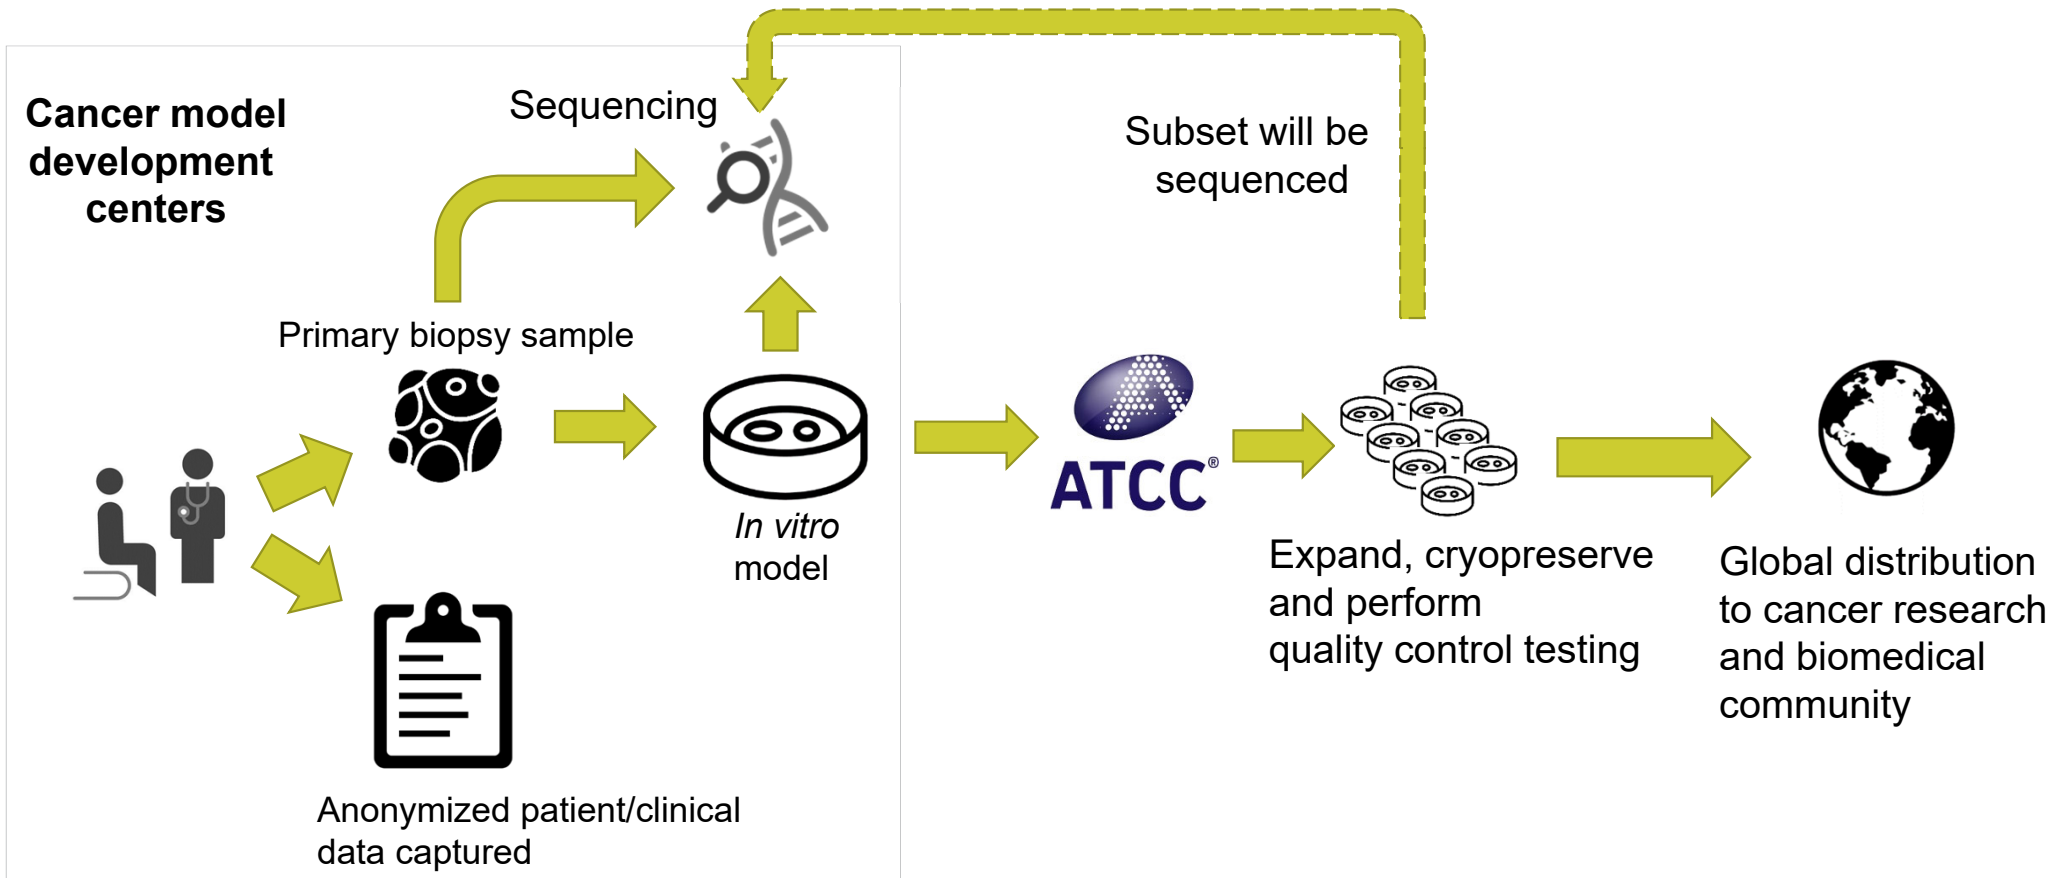 Cancer model
development
centers
Sequencing
Subset will be
sequenced
Primary biopsy sample
In vitro
model
ATCC®
Expand, cryopreserve
and perform
quality control testing
Global distribution
to cancer research
and biomedical
community
Anonymized patient/clinical
data captured